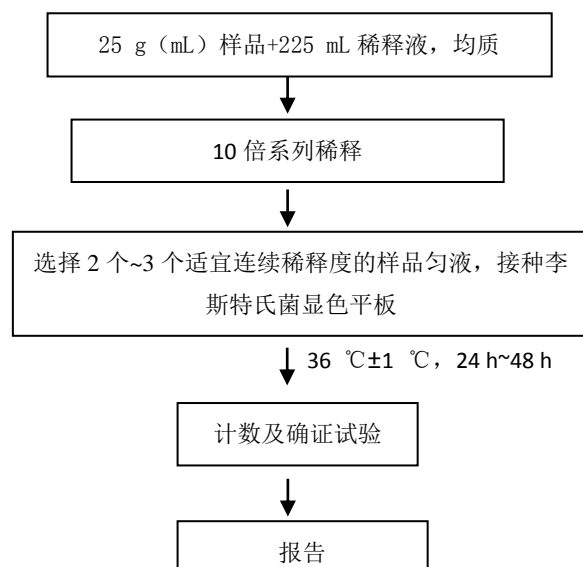 25 g（mL）样品+225 mL 稀释液，均质
10 倍系列稀释
选择 2 个~3 个适宜连续稀释度的样品匀液，接种李
斯特氏菌显色平板
36 ℃±1 ℃，24 h~48 h
计数及确证试验
报告